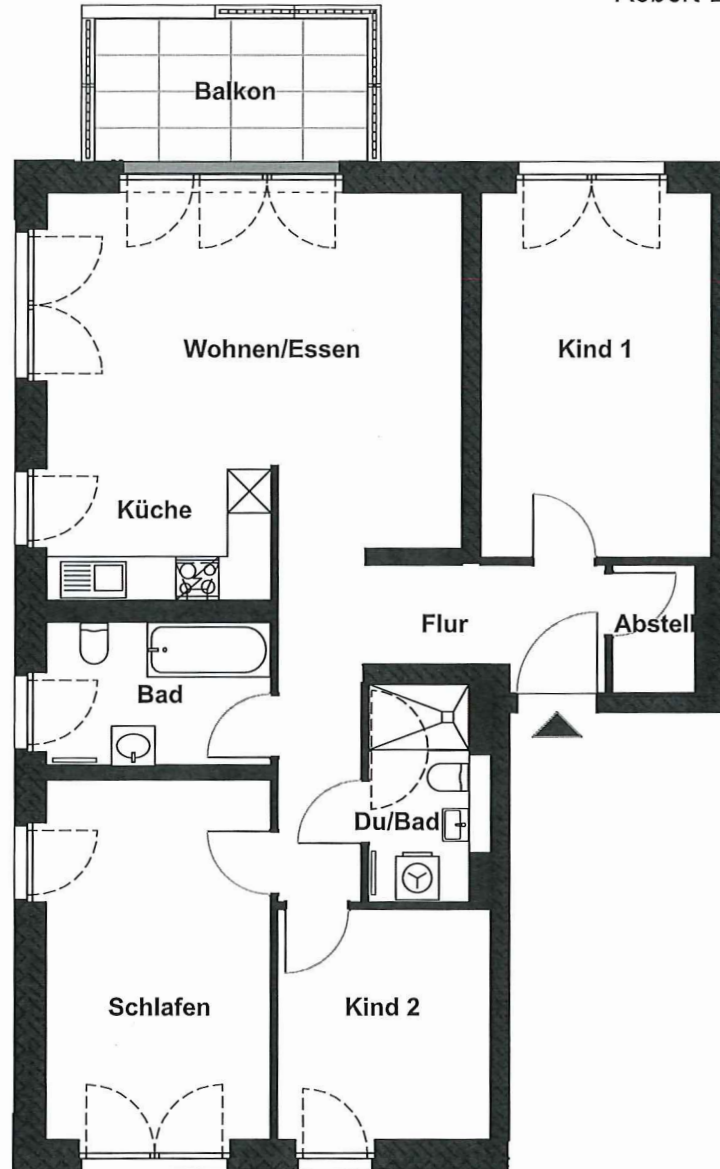 Balkon
Wohnen/Essen
Kind 1
Küche
Flur
Abstell
Bad
Du/Bad
Schlafen
Kind 2